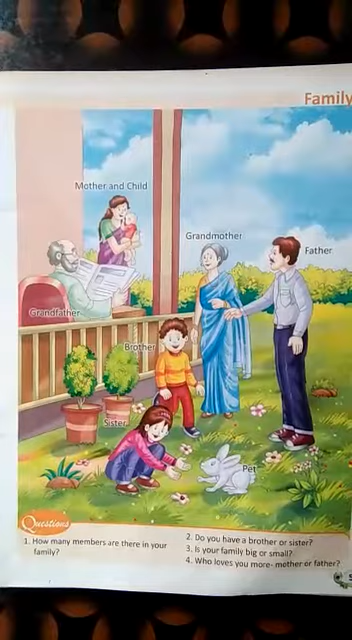 Family
Mother and Child
Grandmother
Father
Grandfather
Brother
Sister
Pet
Questions
1. How many members are there in your
family?
2. Do you have a brother or sister?
3. Is your family big or small?
4. Who loves you more- mother or father?